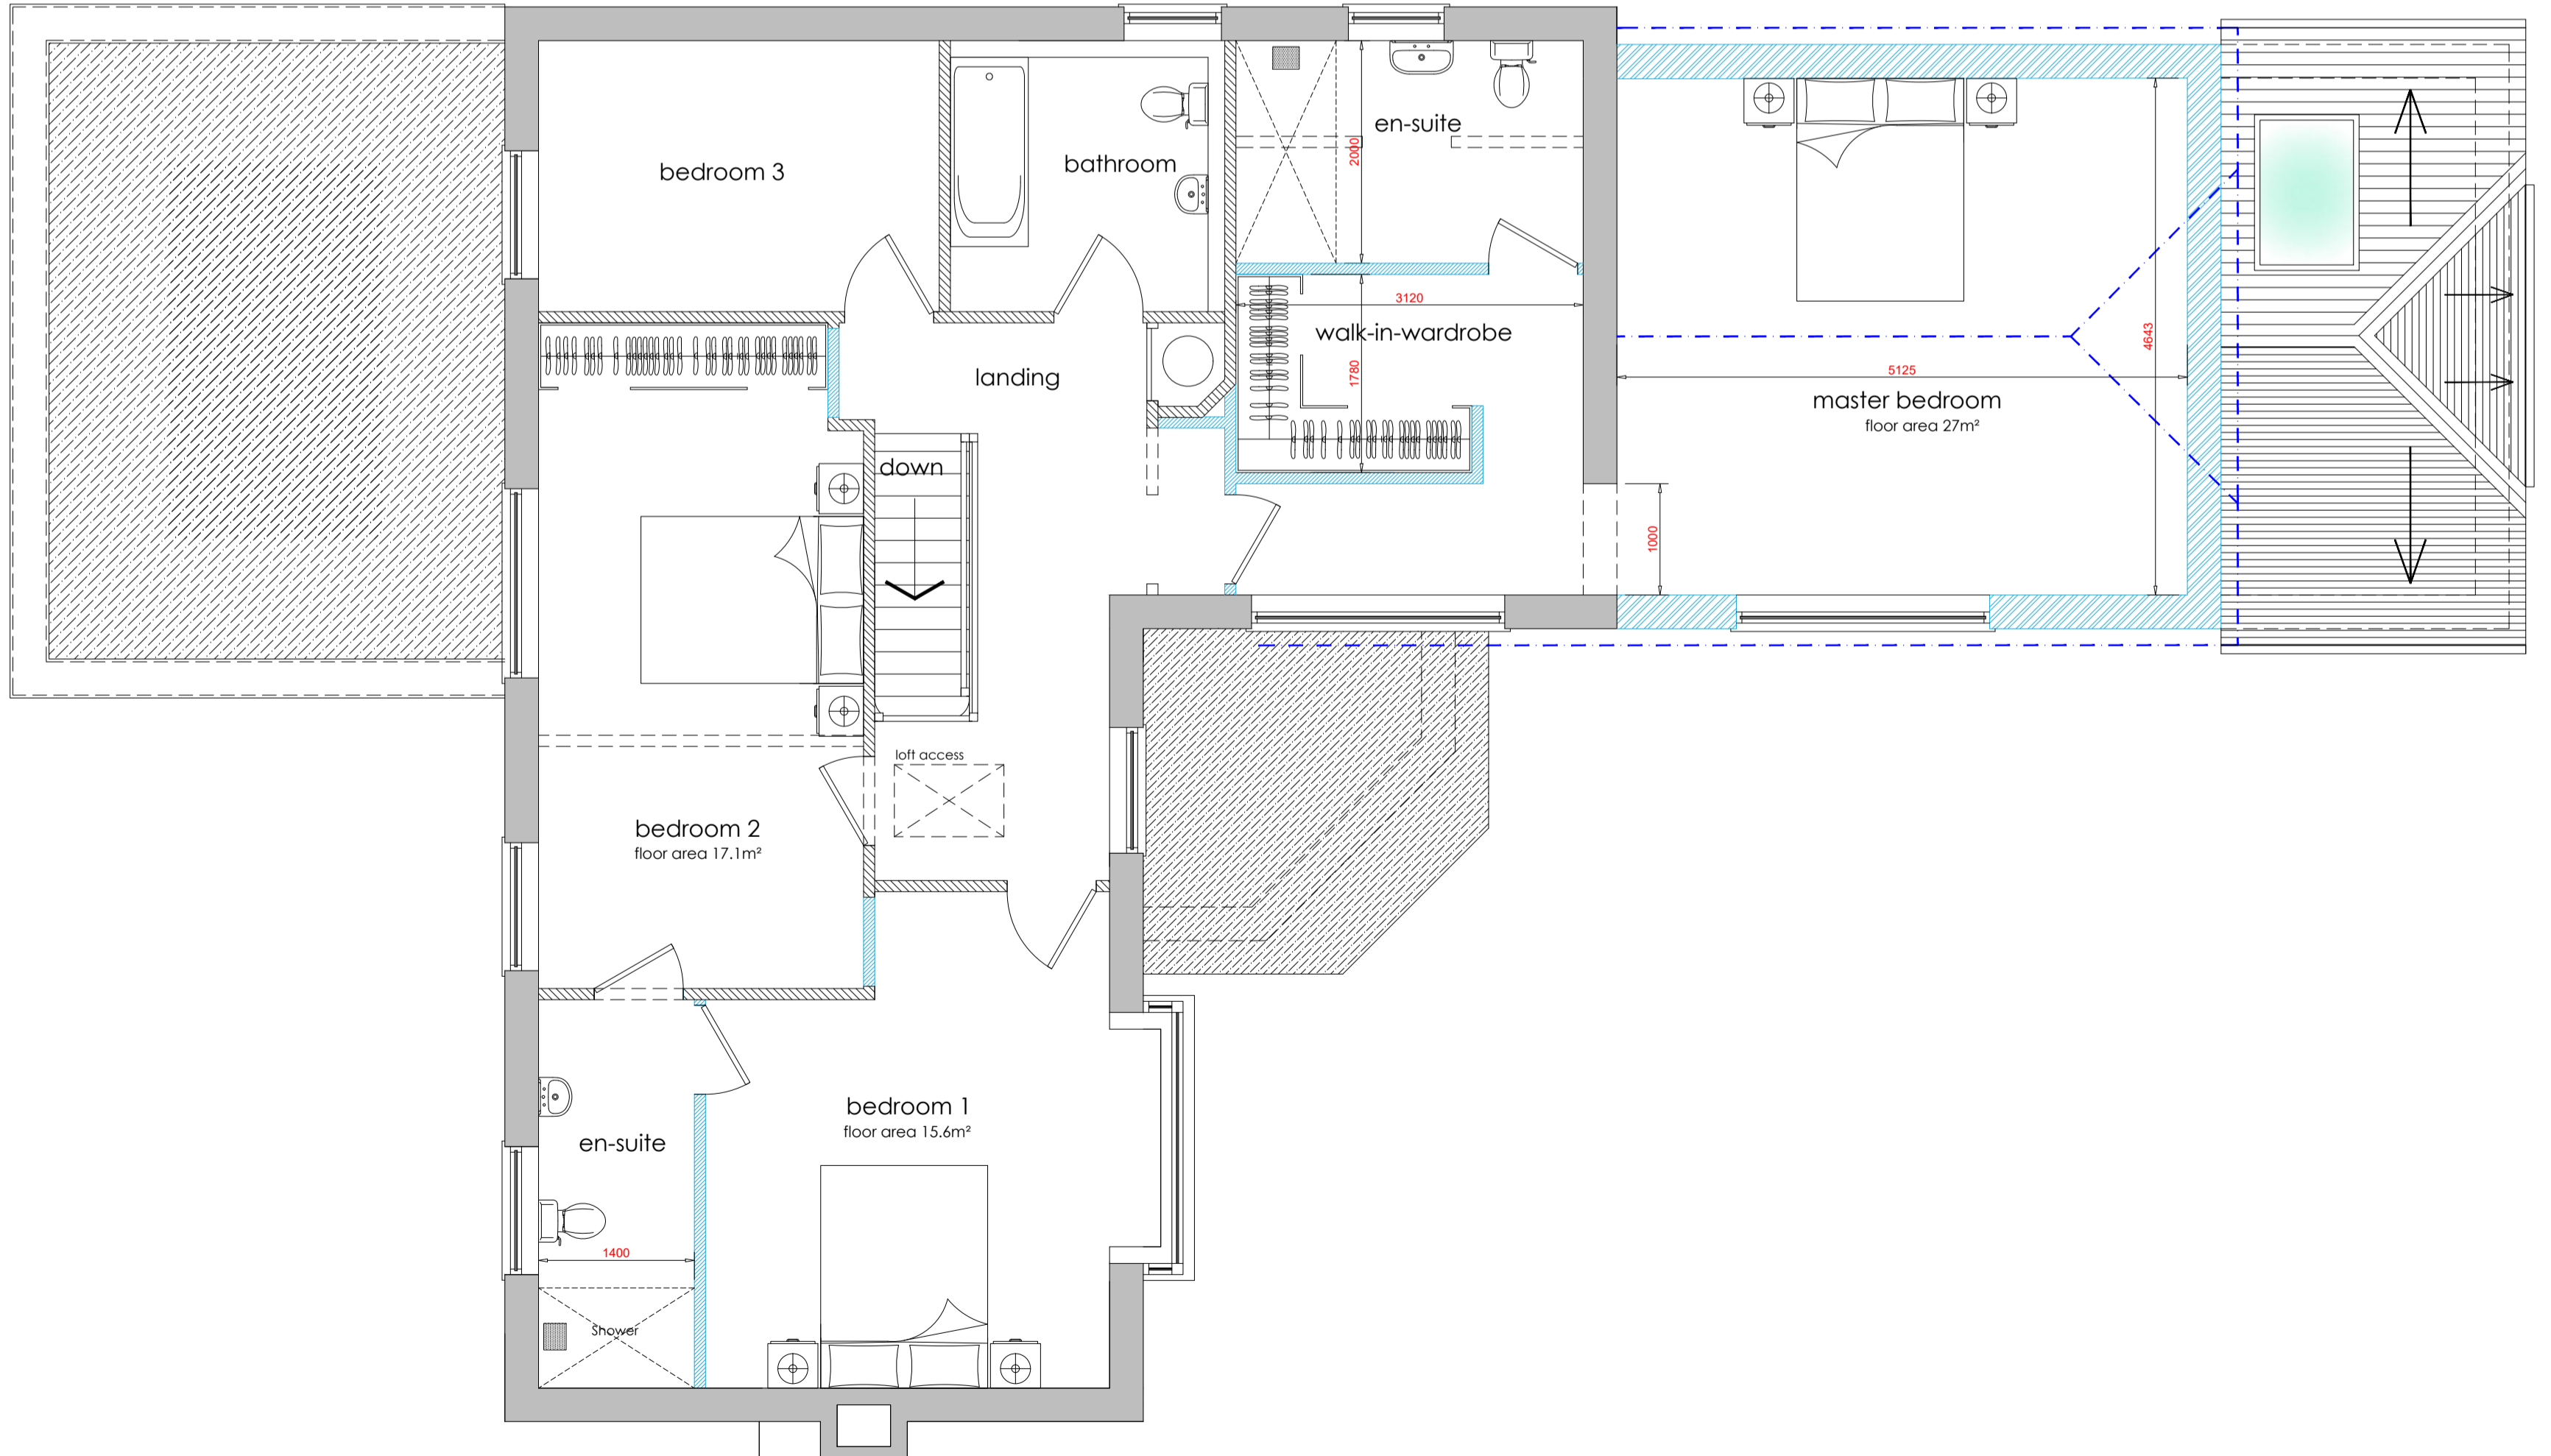 bedroom 3
bathroom
en-suite
2000
3120
walk-in-wardrobe
1780
landing
down
5125
4643
master bedroom
floor area 27m²
1000
loft access
bedroom 2
floor area 17.1m²
bedroom 1
floor area 15.6m²
en-suite
1400
Shower